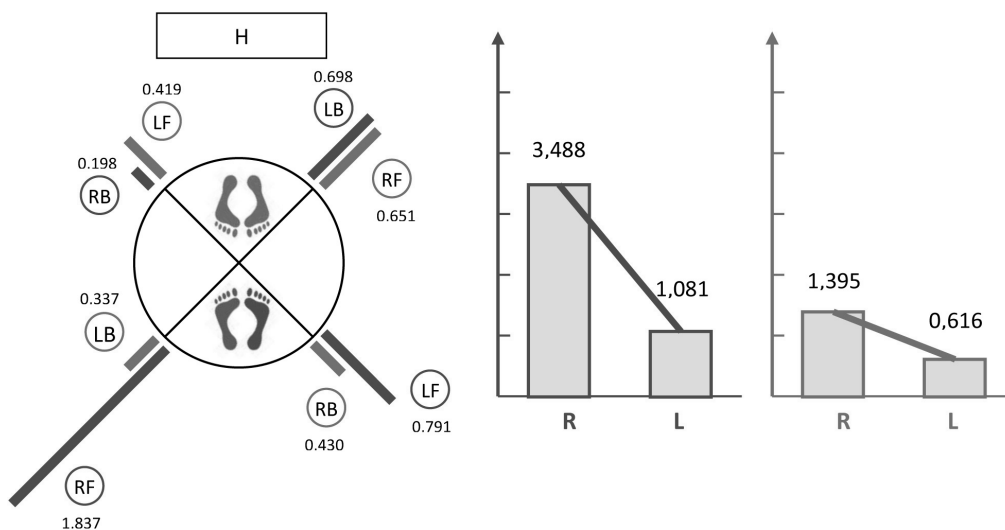 H
0.698
0.419
LB
LF
0.198
RB
RF
0.651
0.337
LB
RB
0.430
LF
0.791
RF
1.837
3,488
1,081
R
L
1,395
0,616
R
L